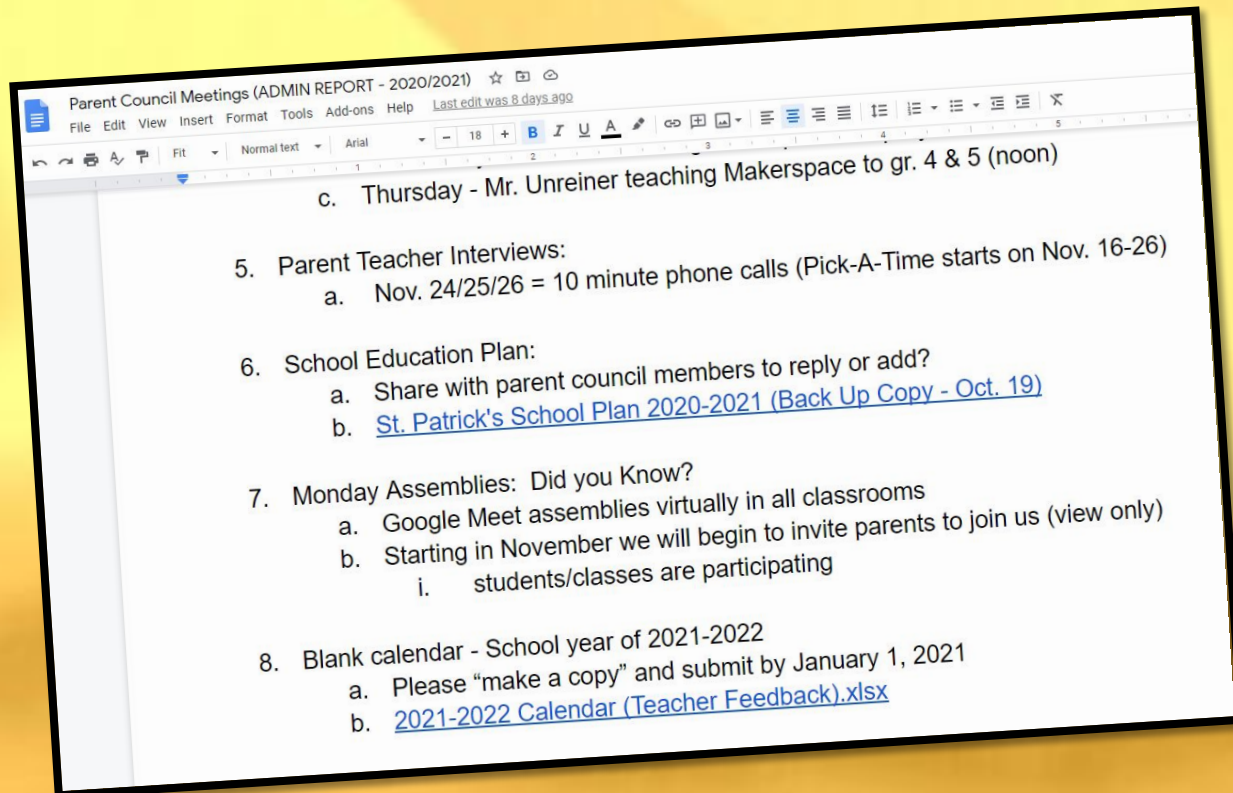 Parent Council Meetings (ADMIN REPORT - 2020/2021)
File Edit View Insert Format Tools Add-ons Help Last edit was 8 days ago
Fit Normal text Arial - 18 + B I U A
1 2 3 4 5
c. Thursday - Mr. Unreiner teaching Makerspace to gr. 4 & 5 (noon)
5. Parent Teacher Interviews:
a. Nov. 24/25/26 = 10 minute phone calls (Pick-A-Time starts on Nov. 16-26)
6. School Education Plan:
a. Share with parent council members to reply or add?
b. St. Patrick's School Plan 2020-2021 (Back Up Copy - Oct. 19)
7. Monday Assemblies: Did you Know?
a. Google Meet assemblies virtually in all classrooms
b. Starting in November we will begin to invite parents to join us (view only)
i. students/classes are participating
8. Blank calendar - School year of 2021-2022
a. Please “make a copy” and submit by January 1, 2021
b. 2021-2022 Calendar (Teacher Feedback).xlsx